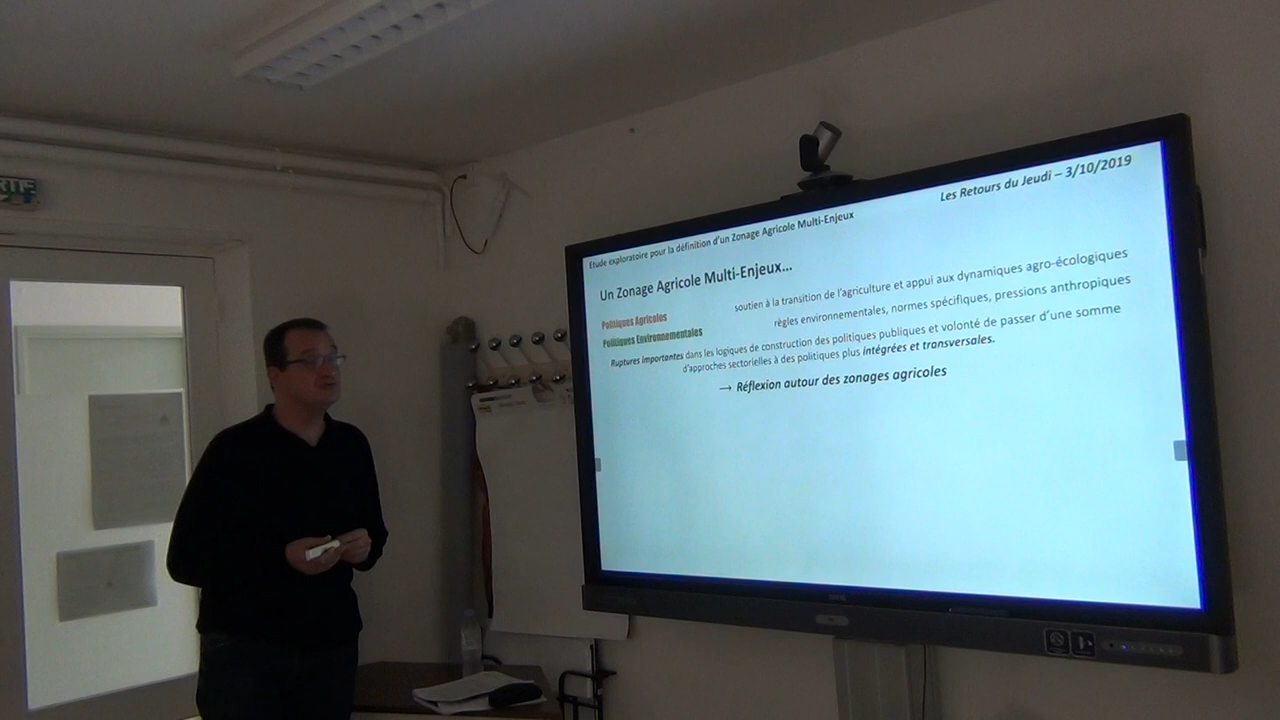 Les Retours du Jeudi – 3/10/2019
Etude exploratoire pour la définition d'un Zonage Agricole Multi-Enjeux
Un Zonage Agricole Multi-Enjeux...
Politiques Agricoles
soutien à la transition de l'agriculture et appui aux dynamiques agro-écologiques
Politiques Environnementales
règles environnementales, normes spécifiques, pressions anthropiques
Ruptures importantes dans les logiques de construction des politiques publiques et volonté de passer d'une somme
d'approches sectorielles à des politiques plus intégrées et transversales.
→ Réflexion autour des zonages agricoles